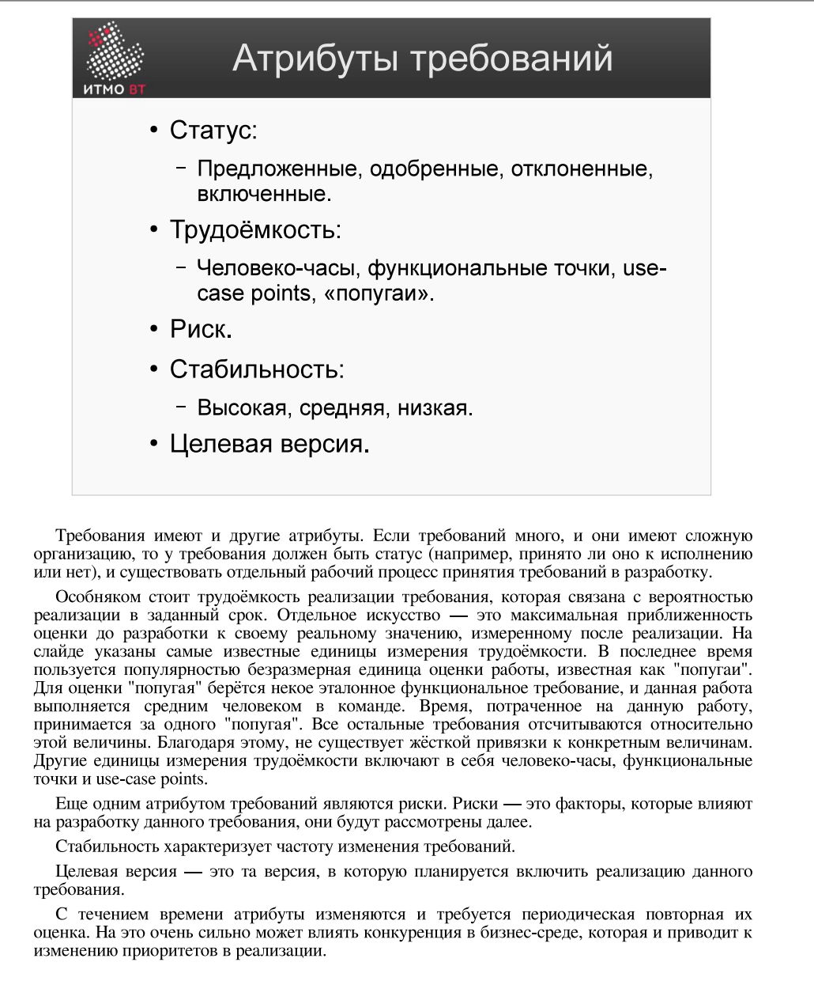 ИТМО ВТ
Атрибуты требований
• Статус:
– Предложенные, одобренные, отклоненные,
включенные.
• Трудоёмкость:
– Человеко-часы, функциональные точки, use-
case points, «попугаи».
• Риск.
• Стабильность:
– Высокая, средняя, низкая.
• Целевая версия.
Требования имеют и другие атрибуты. Если требований много, и они имеют сложную
организацию, то у требования должен быть статус (например, принято ли оно к исполнению
или нет), и существовать отдельный рабочий процесс принятия требований в разработку.
Особняком стоит трудоёмкость реализации требования, которая связана с вероятностью
реализации в заданный срок. Отдельное искусство — это максимальная приближенность
оценки до разработки к своему реальному значению, измеренному после реализации. На
слайде указаны самые известные единицы измерения трудоёмкости. В последнее время
пользуется популярностью безразмерная единица оценки работы, известная как "попугаи".
Для оценки "попугая" берётся некое эталонное функциональное требование, и данная работа
выполняется средним человеком в команде. Время, потраченное на данную работу,
принимается за одного "попугая". Все остальные требования отсчитываются относительно
этой величины. Благодаря этому, не существует жёсткой привязки к конкретным величинам.
Другие единицы измерения трудоёмкости включают в себя человеко-часы, функциональные
точки и use-case points.
Еще одним атрибутом требований являются риски. Риски — это факторы, которые влияют
на разработку данного требования, они будут рассмотрены далее.
Стабильность характеризует частоту изменения требований.
Целевая версия — это та версия, в которую планируется включить реализацию данного
требования.
С течением времени атрибуты изменяются и требуется периодическая повторная их
оценка. На это очень сильно может влиять конкуренция в бизнес-среде, которая и приводит к
изменению приоритетов в реализации.